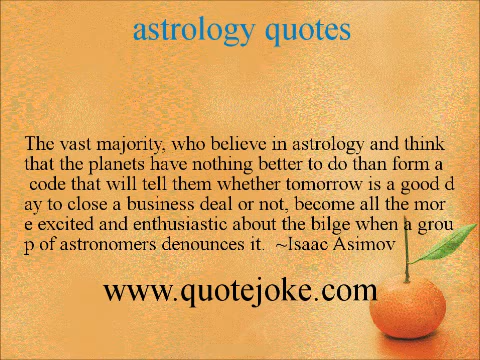 astrology quotes
The vast majority, who believe in astrology and think
that the planets have nothing better to do than form a
code that will tell them whether tomorrow is a good d
ay to close a business deal or not, become all the mor
e excited and enthusiastic about the bilge when a grou
p of astronomers denounces it.  ~Isaac Asimov
www.quotejoke.com